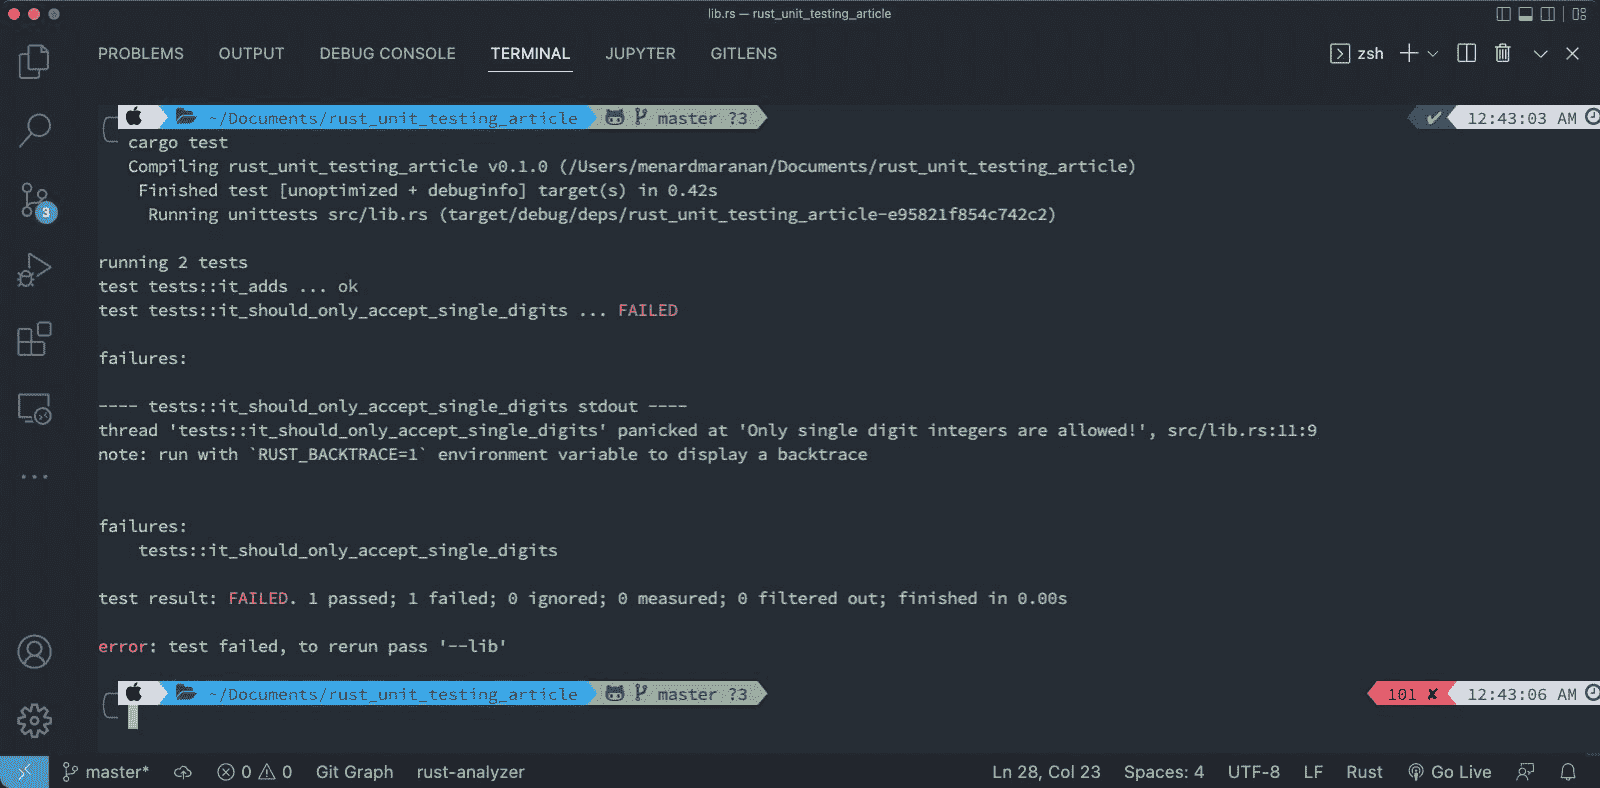 lib.rs — rust_unit_testing_article
PROBLEMS OUTPUT DEBUG CONSOLE TERMINAL JUPYTER GITLENS zsh
~/Documents/rust_unit_testing_article master ?3 12:43:03 AM
cargo test
Compiling rust_unit_testing_article v0.1.0 (/Users/menardmaranan/Documents/rust_unit_testing_article)
Finished test [unoptimized + debuginfo] target(s) in 0.42s
Running unittests src/lib.rs (target/debug/deps/rust_unit_testing_article-e95821f854c742c2)
running 2 tests
test tests::it_adds ... ok
test tests::it_should_only_accept_single_digits ... FAILED
failures:
---- tests::it_should_only_accept_single_digits stdout ----
thread 'tests::it_should_only_accept_single_digits' panicked at 'Only single digit integers are allowed!', src/lib.rs:11:9
note: run with `RUST_BACKTRACE=1` environment variable to display a backtrace
failures:
tests::it_should_only_accept_single_digits
test result: FAILED. 1 passed; 1 failed; 0 ignored; 0 measured; 0 filtered out; finished in 0.00s
error: test failed, to rerun pass '--lib'
~/Documents/rust_unit_testing_article master ?3 101 ✘ 12:43:06 AM
3
master* 0 0 Git Graph rust-analyzer Ln 28, Col 23 Spaces: 4 UTF-8 LF Rust Go Live